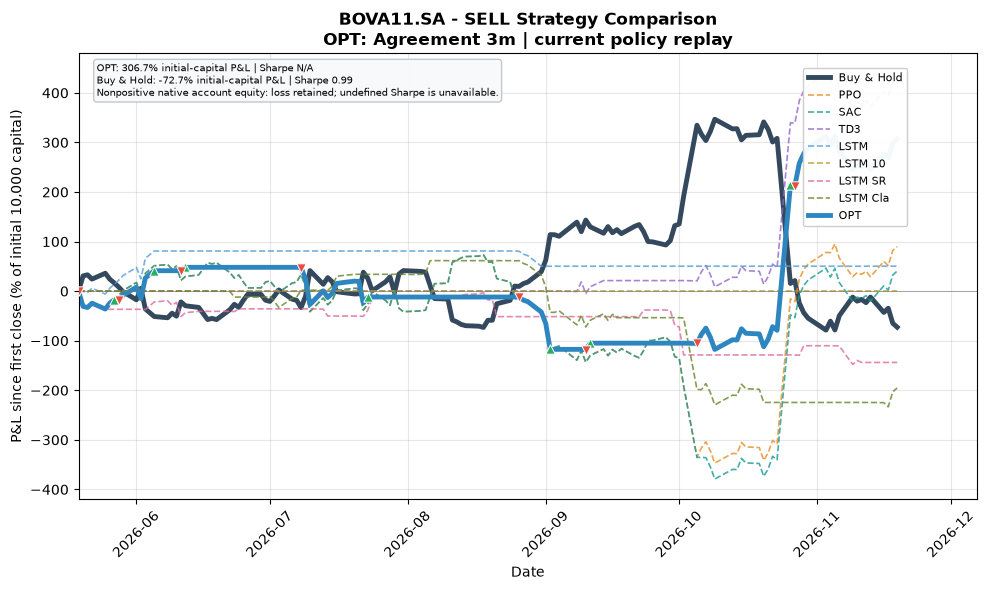 BOVA11.SA - SELL Strategy Comparison
OPT: Agreement 3m | current policy replay
OPT: 306.7% initial-capital P&L | Sharpe N/A
Buy & Hold: -72.7% initial-capital P&L | Sharpe 0.99
Nonpositive native account equity: loss retained; undefined Sharpe is unavailable.
Buy & Hold
PPO
SAC
TD3
LSTM
LSTM 10
LSTM SR
LSTM Cla
OPT
P&L since first close (% of initial 10,000 capital)
400
300
200
100
0
−100
−200
−300
−400
2026-06
2026-07
2026-08
2026-09
2026-10
2026-11
2026-12
Date